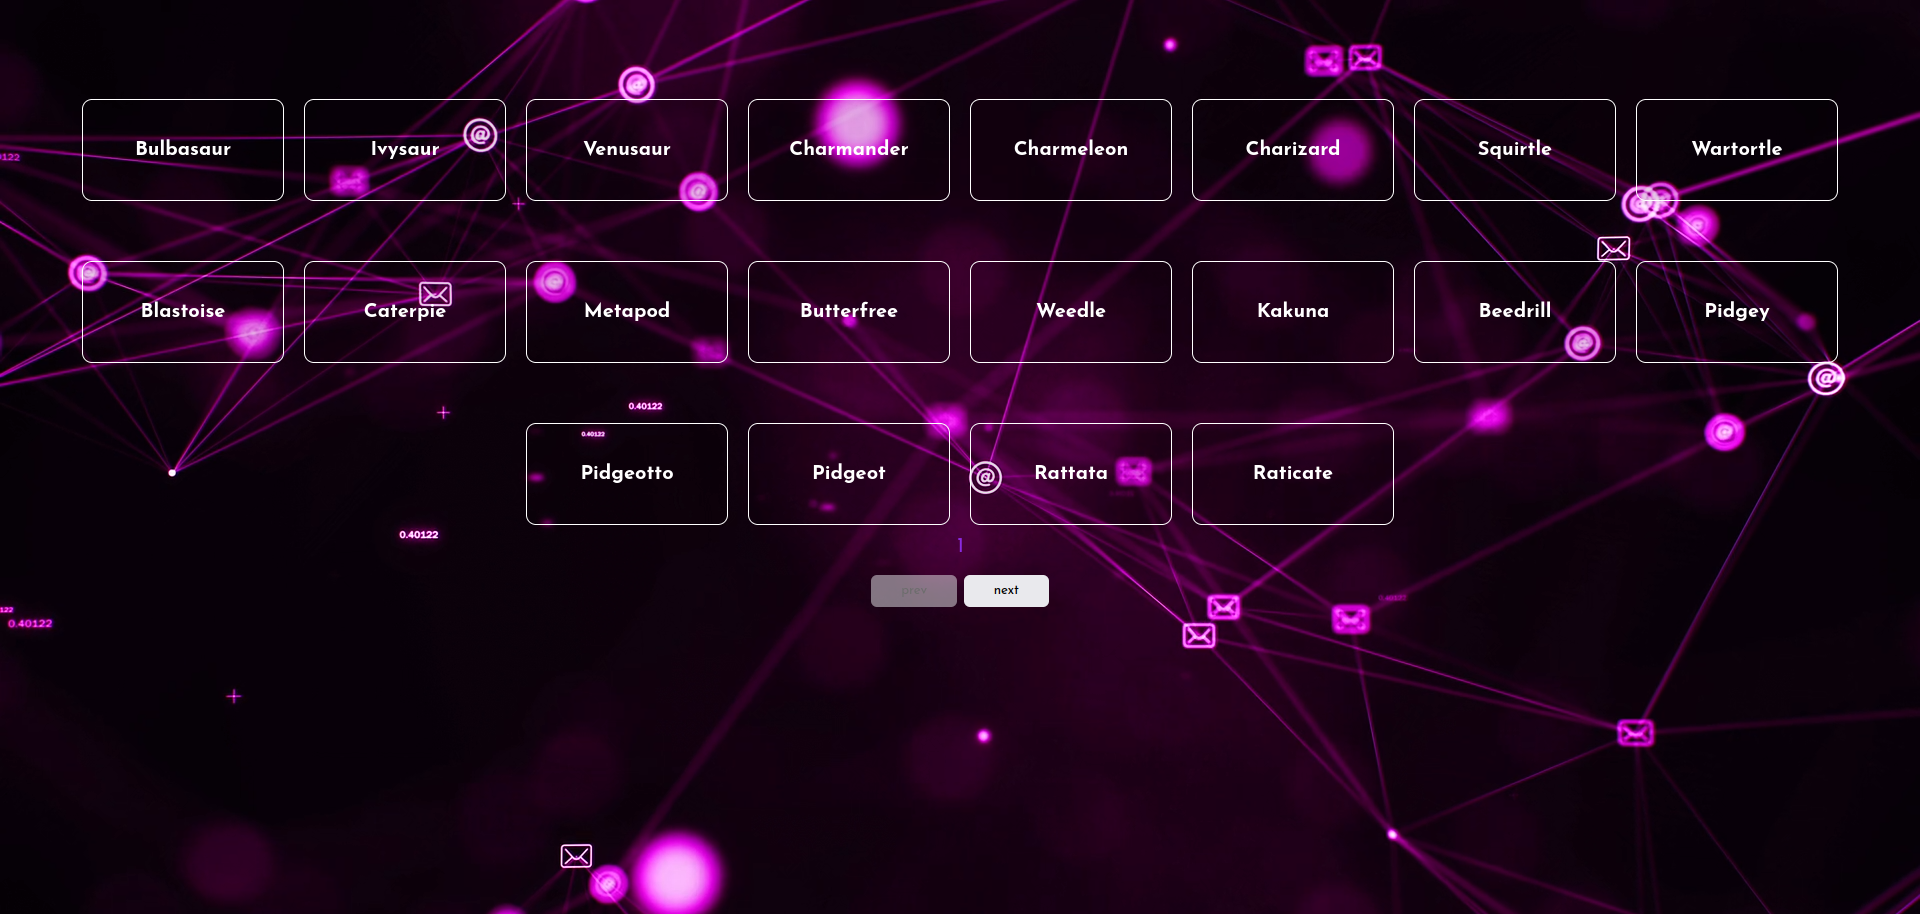 Bulbasaur Ivysaur Venusaur Charmander Charmeleon Charizard Squirtle Wartortle
Blastoise Caterpie Metapod Butterfree Weedle Kakuna Beedrill Pidgey
0.40122
0.40122
Pidgeotto Pidgeot Rattata Raticate
0.40122
1
prev next
0.40122